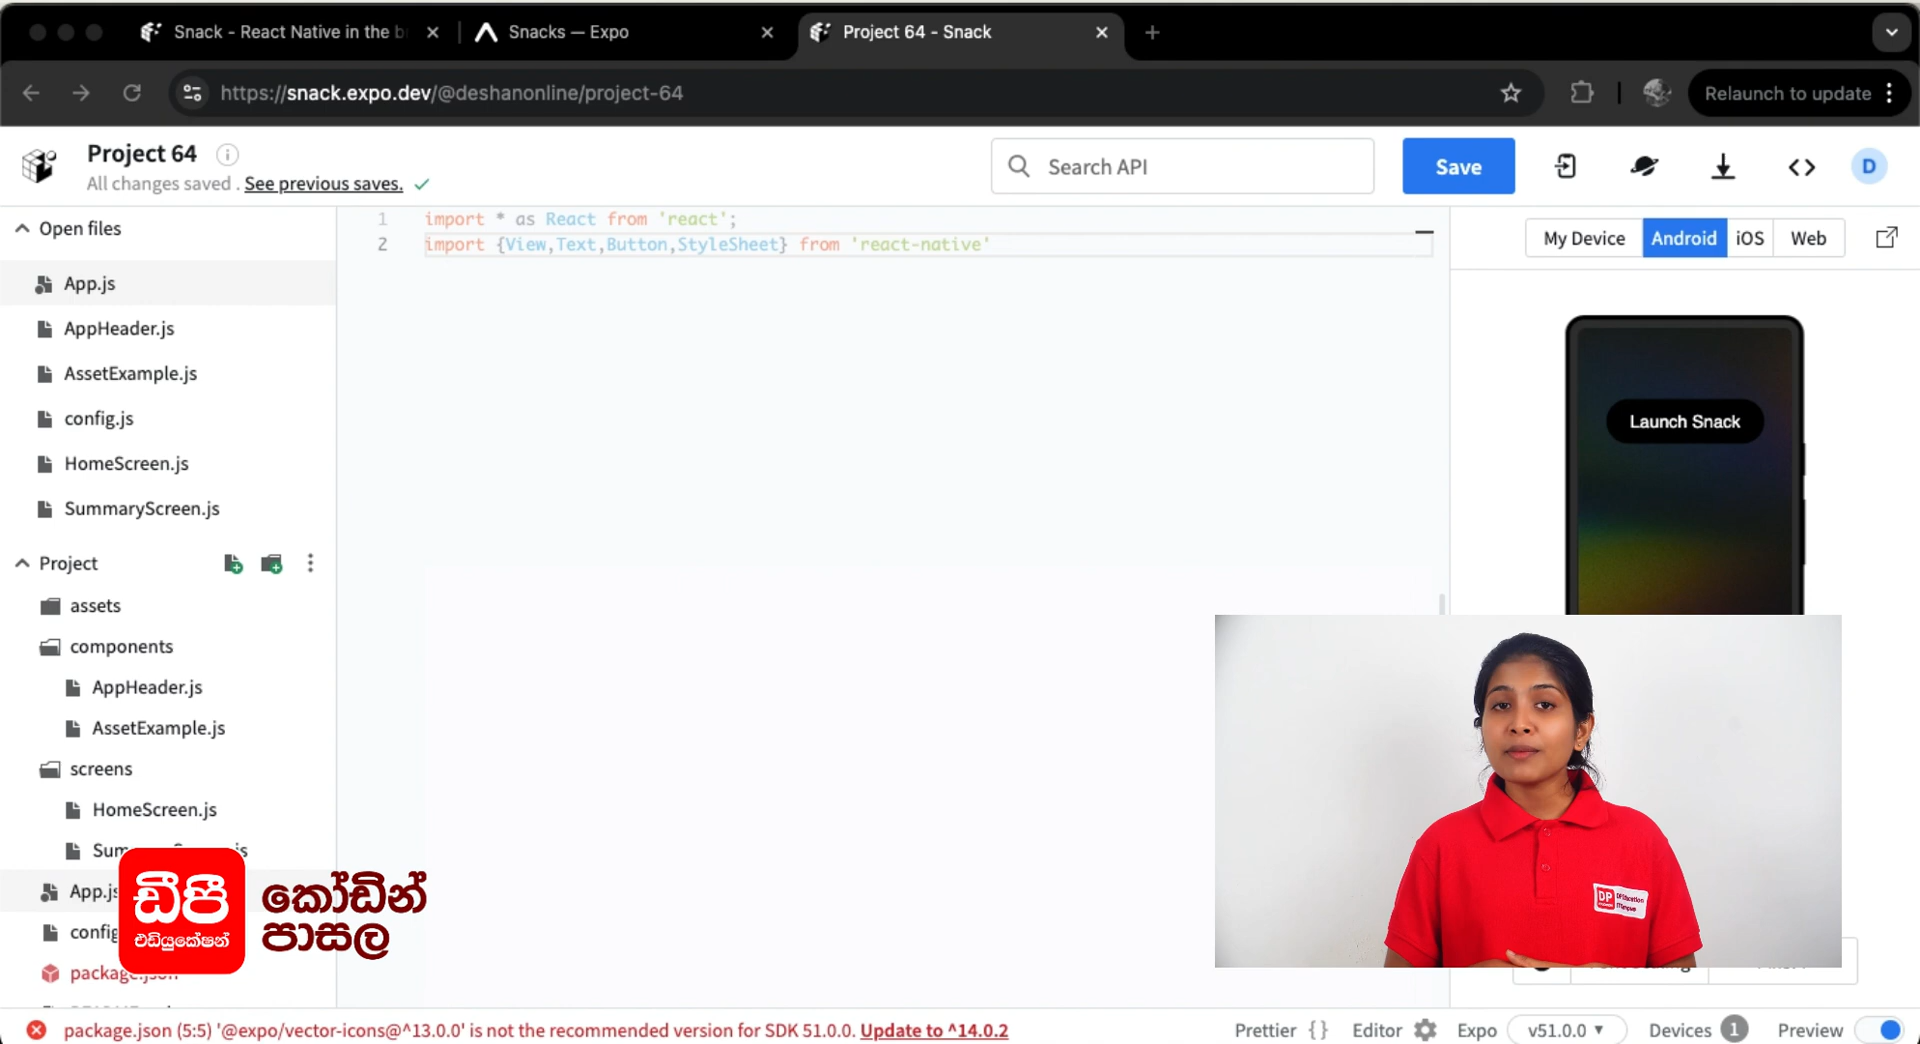 Snack - React Native in the b
Snacks — Expo
Project 64 - Snack
https://snack.expo.dev/@deshanonline/project-64
Relaunch to update
Project 64
All changes saved . See previous saves.
Search API
Save
D
Open files
App.js
AppHeader.js
AssetExample.js
config.js
HomeScreen.js
SummaryScreen.js
1 import * as React from 'react';
2 import {View,Text,Button,StyleSheet} from 'react-native'
My Device Android iOS Web
Launch Snack
Project
assets
components
AppHeader.js
AssetExample.js
screens
HomeScreen.js
App.js
config
package.json
ඩීපී
එඩියුකේෂන්
කෝඩින්
පාසල
DP
package.json (5:5) '@expo/vector-icons@^13.0.0' is not the recommended version for SDK 51.0.0. Update to ^14.0.2
Prettier { } Editor Expo v51.0.0 Devices 1 Preview